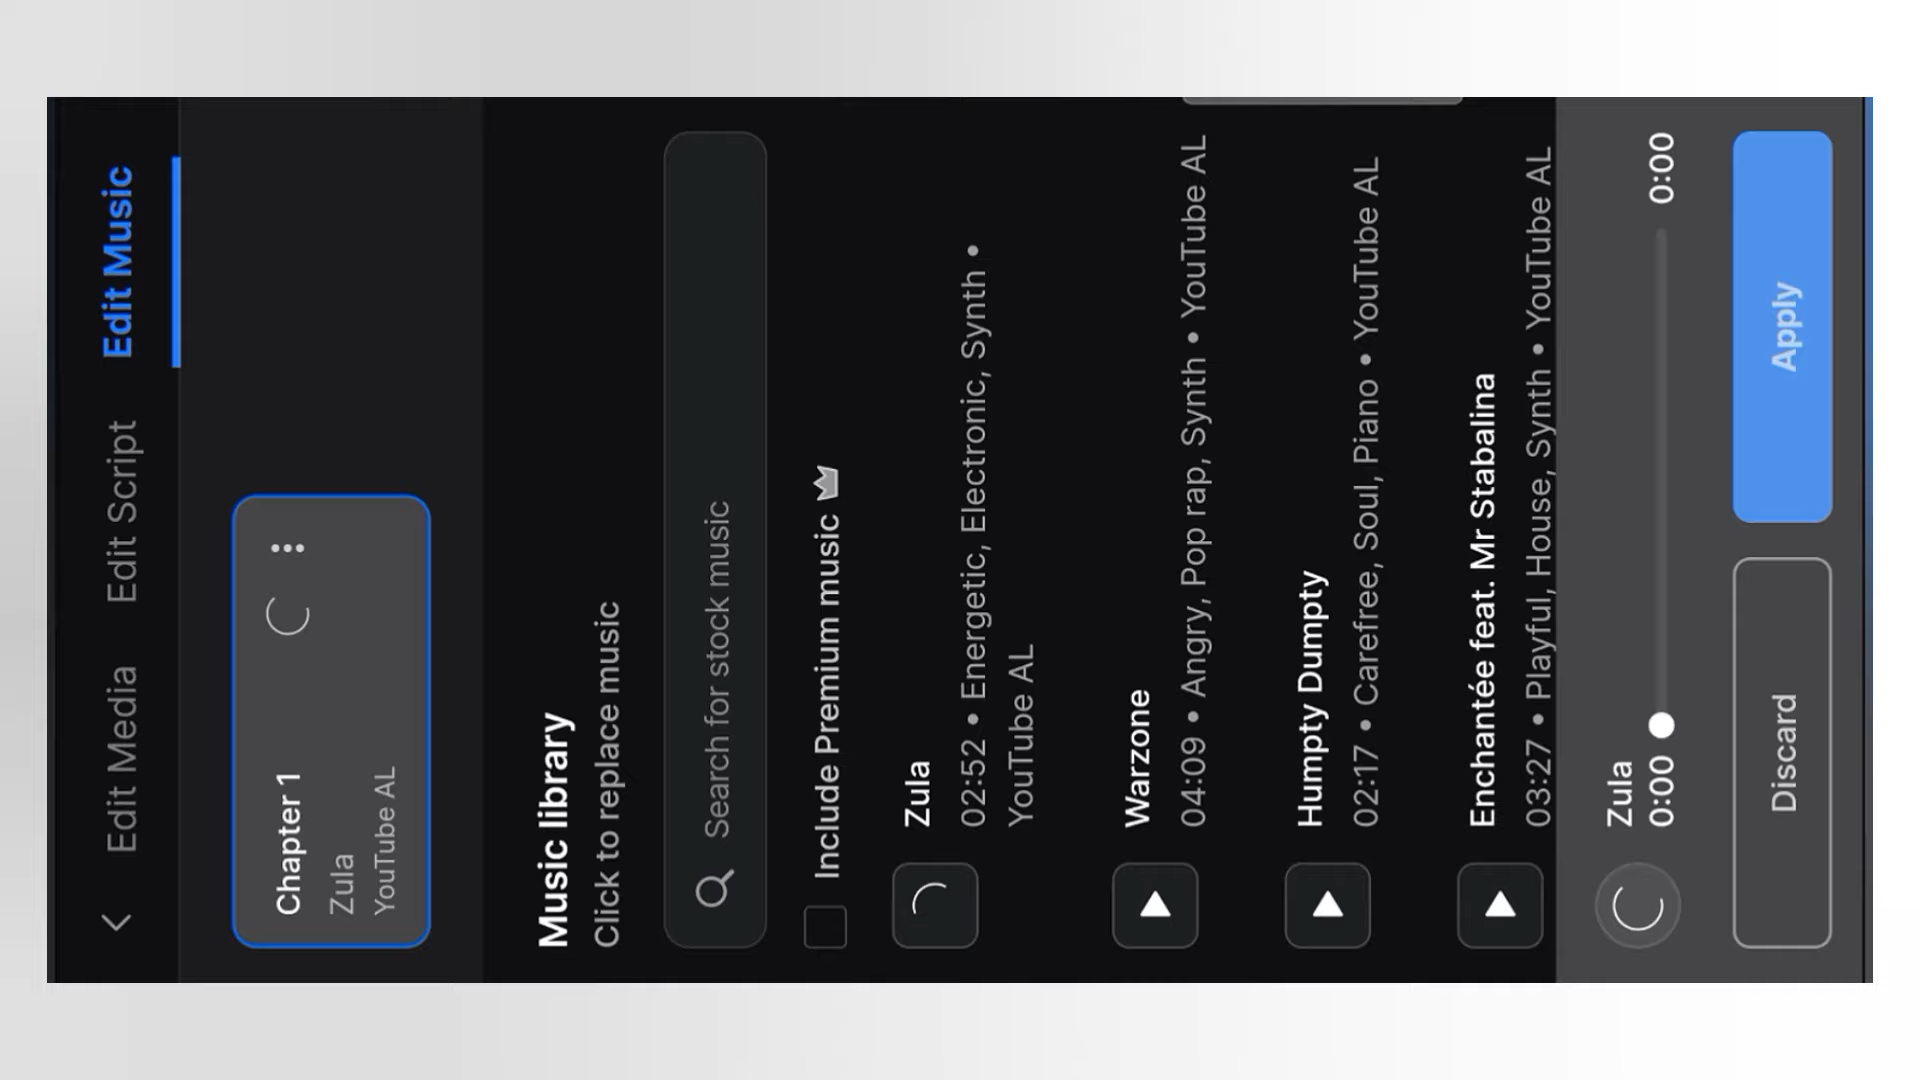 Edit Media
Edit Script
Edit Music
Chapter 1
Zula
YouTube AL
Music library
Click to replace music
Search for stock music
Include Premium music
Zula
02:52 • Energetic, Electronic, Synth •
YouTube AL
Warzone
04:09 • Angry, Pop rap, Synth • YouTube AL
Humpty Dumpty
02:17 • Carefree, Soul, Piano • YouTube AL
Enchantée feat. Mr Stabalina
03:27 • Playful, House, Synth • YouTube AL
Zula
0:00
0:00
Discard
Apply